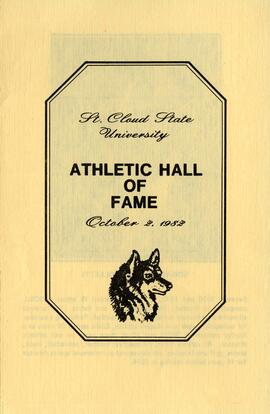 St. Cloud State
University
ATHLETIC HALL
OF
FAME
October 2, 1982